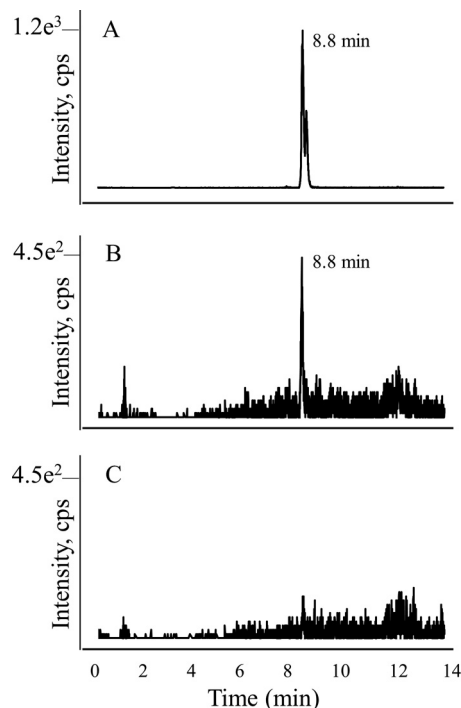 1.2e³
A
8.8 min
Intensity, cps
4.5e²
B
8.8 min
Intensity, cps
4.5e²
C
Intensity, cps
0 2 4 6 8 10 12 14
Time (min)